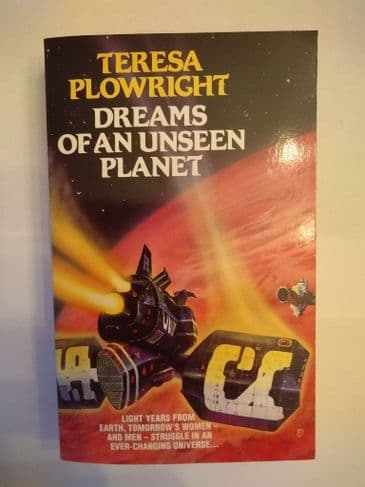 TERESA
PLOWRIGHT
DREAMS
OF AN UNSEEN
PLANET
LIGHT YEARS FROM
EARTH, TOMORROW'S WOMEN –
AND MEN – STRUGGLE IN AN
EVER-CHANGING UNIVERSE...